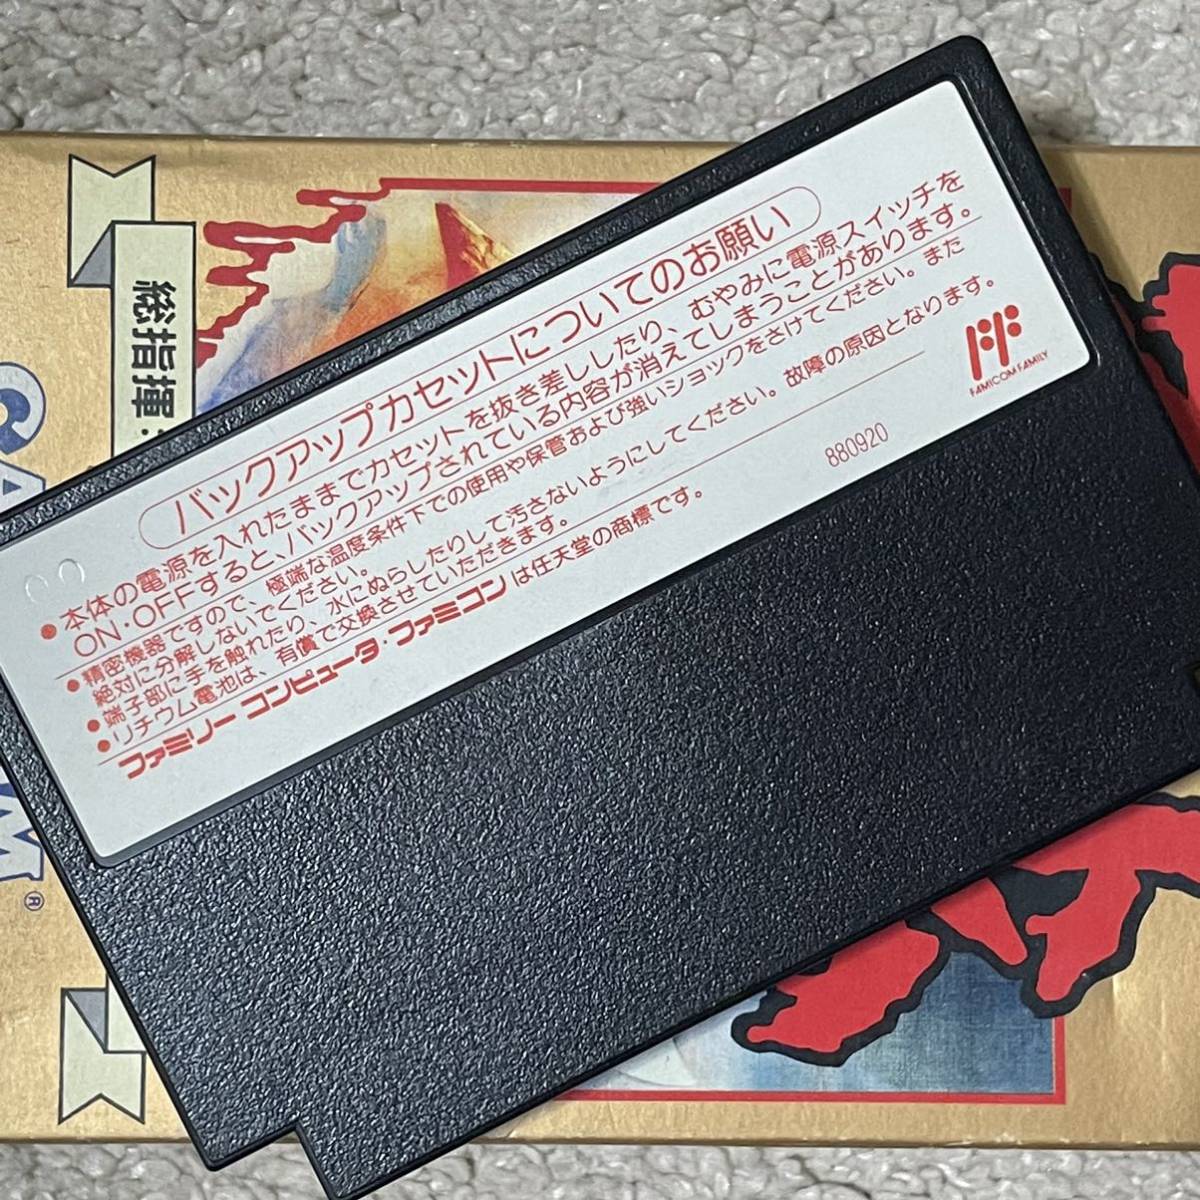 バックアップカセットについてのお願い
●本体の電源を入れたままでカセットを抜き差ししたり、むやみに電源スイッチを
ON・OFFすると、バックアップされている内容が消えてしまうことがあります。
●精密機器ですので、極端な温度条件下での使用や保管および強いショックをさけてください。また
絶対に分解しないでください。
●端子部に手を触れたり、水にぬらしたりして汚さないようにしてください。故障の原因となります。
●リチウム電池は、有償で交換させていただきます。
ファミリーコンピュータ・ファミコンは任天堂の商標です。
880920
FAMICOM FAMILY
総指揮:
CA
M®